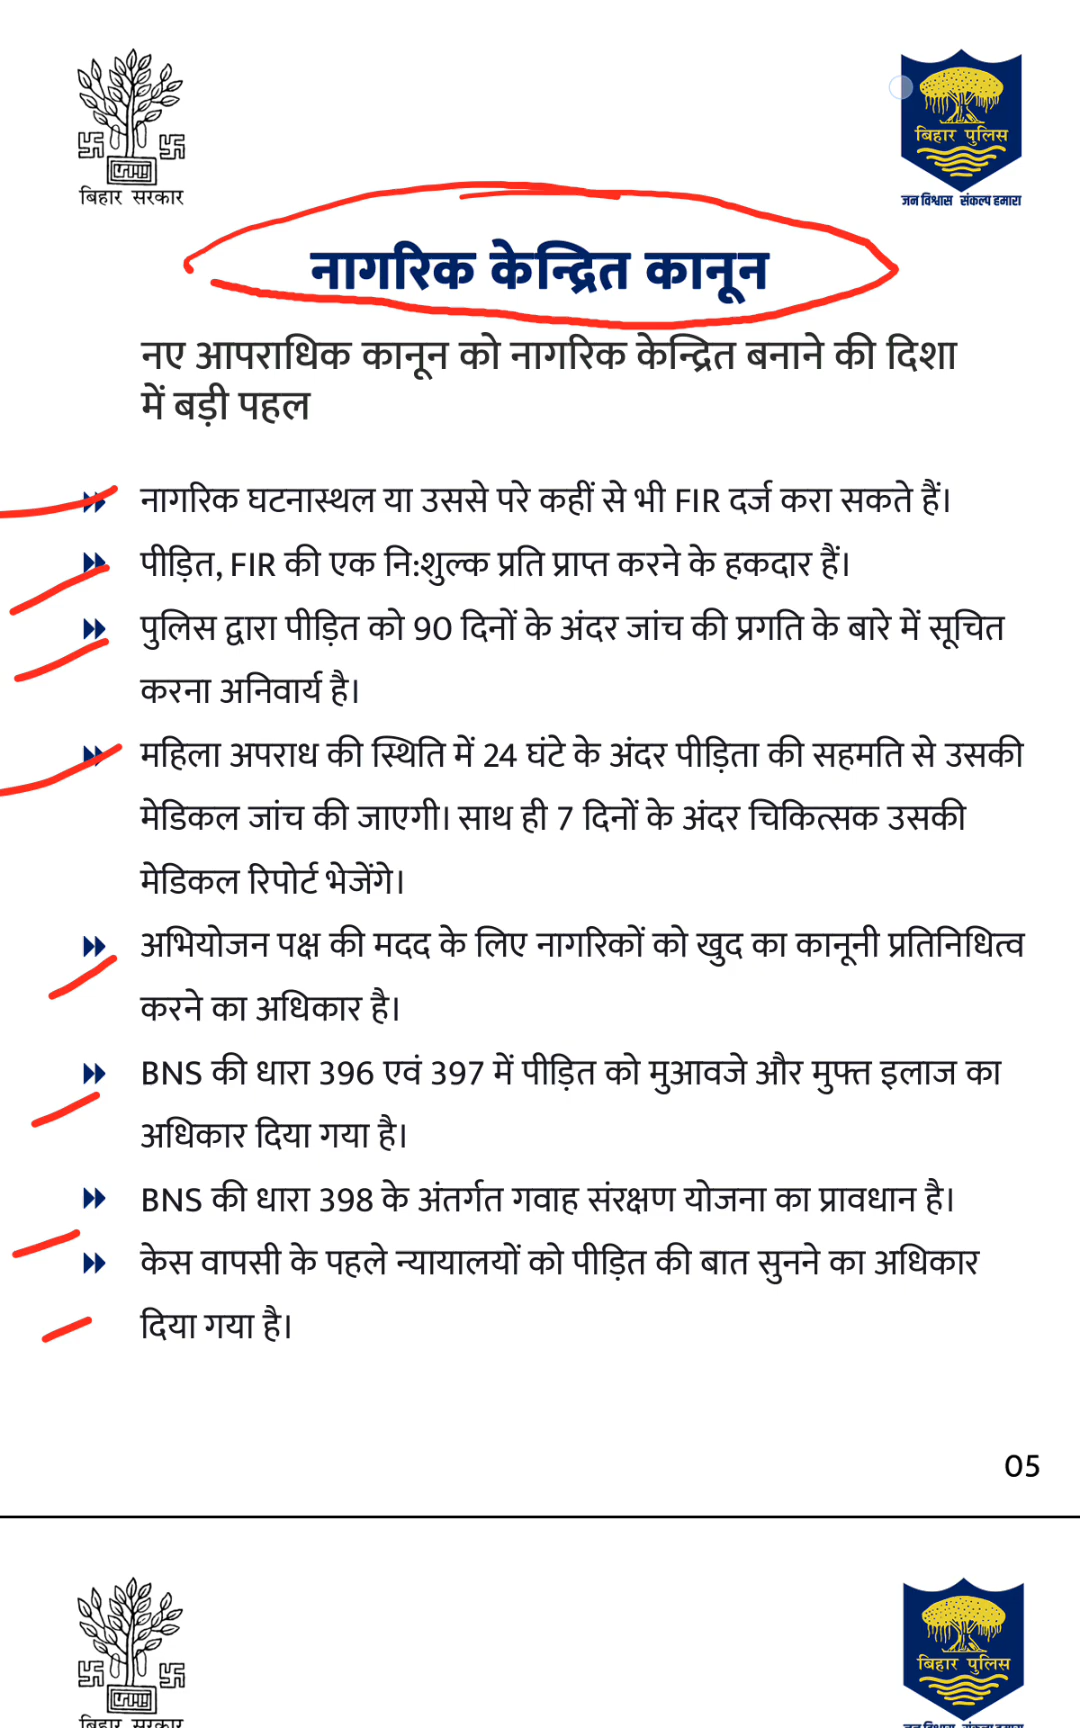 बिहार सरकार
बिहार पुलिस
जन विश्वास संकल्प हमारा
नागरिक केन्द्रित कानून
नए आपराधिक कानून को नागरिक केन्द्रित बनाने की दिशा
में बड़ी पहल
नागरिक घटनास्थल या उससे परे कहीं से भी FIR दर्ज करा सकते हैं।
पीड़ित, FIR की एक नि:शुल्क प्रति प्राप्त करने के हकदार हैं।
पुलिस द्वारा पीड़ित को 90 दिनों के अंदर जांच की प्रगति के बारे में सूचित
करना अनिवार्य है।
महिला अपराध की स्थिति में 24 घंटे के अंदर पीड़िता की सहमति से उसकी
मेडिकल जांच की जाएगी। साथ ही 7 दिनों के अंदर चिकित्सक उसकी
मेडिकल रिपोर्ट भेजेंगे।
अभियोजन पक्ष की मदद के लिए नागरिकों को खुद का कानूनी प्रतिनिधित्व
करने का अधिकार है।
BNS की धारा 396 एवं 397 में पीड़ित को मुआवजे और मुफ्त इलाज का
अधिकार दिया गया है।
BNS की धारा 398 के अंतर्गत गवाह संरक्षण योजना का प्रावधान है।
केस वापसी के पहले न्यायालयों को पीड़ित की बात सुनने का अधिकार
दिया गया है।
05
बिहार पुलिस
बिहार सरकार